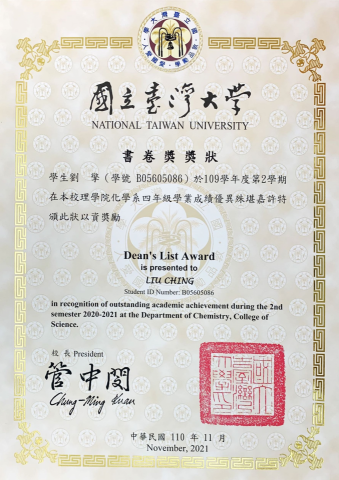 國立臺灣大學
NATIONAL TAIWAN UNIVERSITY
書卷獎獎狀
學生劉 (學號 B05605086) 於109學年度第2學期
在本校理學院化學系四年級學業成績優異殊堪嘉許特
頒此狀以資獎勵
Dean's List Award
is presented to
LIU CHING
Student ID Number: B05605086
in recognition of outstanding academic achievement during the 2nd
semester 2020-2021 at the Department of Chemistry, College of
Science.
校長 President
管中閔
Chung-Ming Kuan
中華民國 110 年 11 月
November, 2021